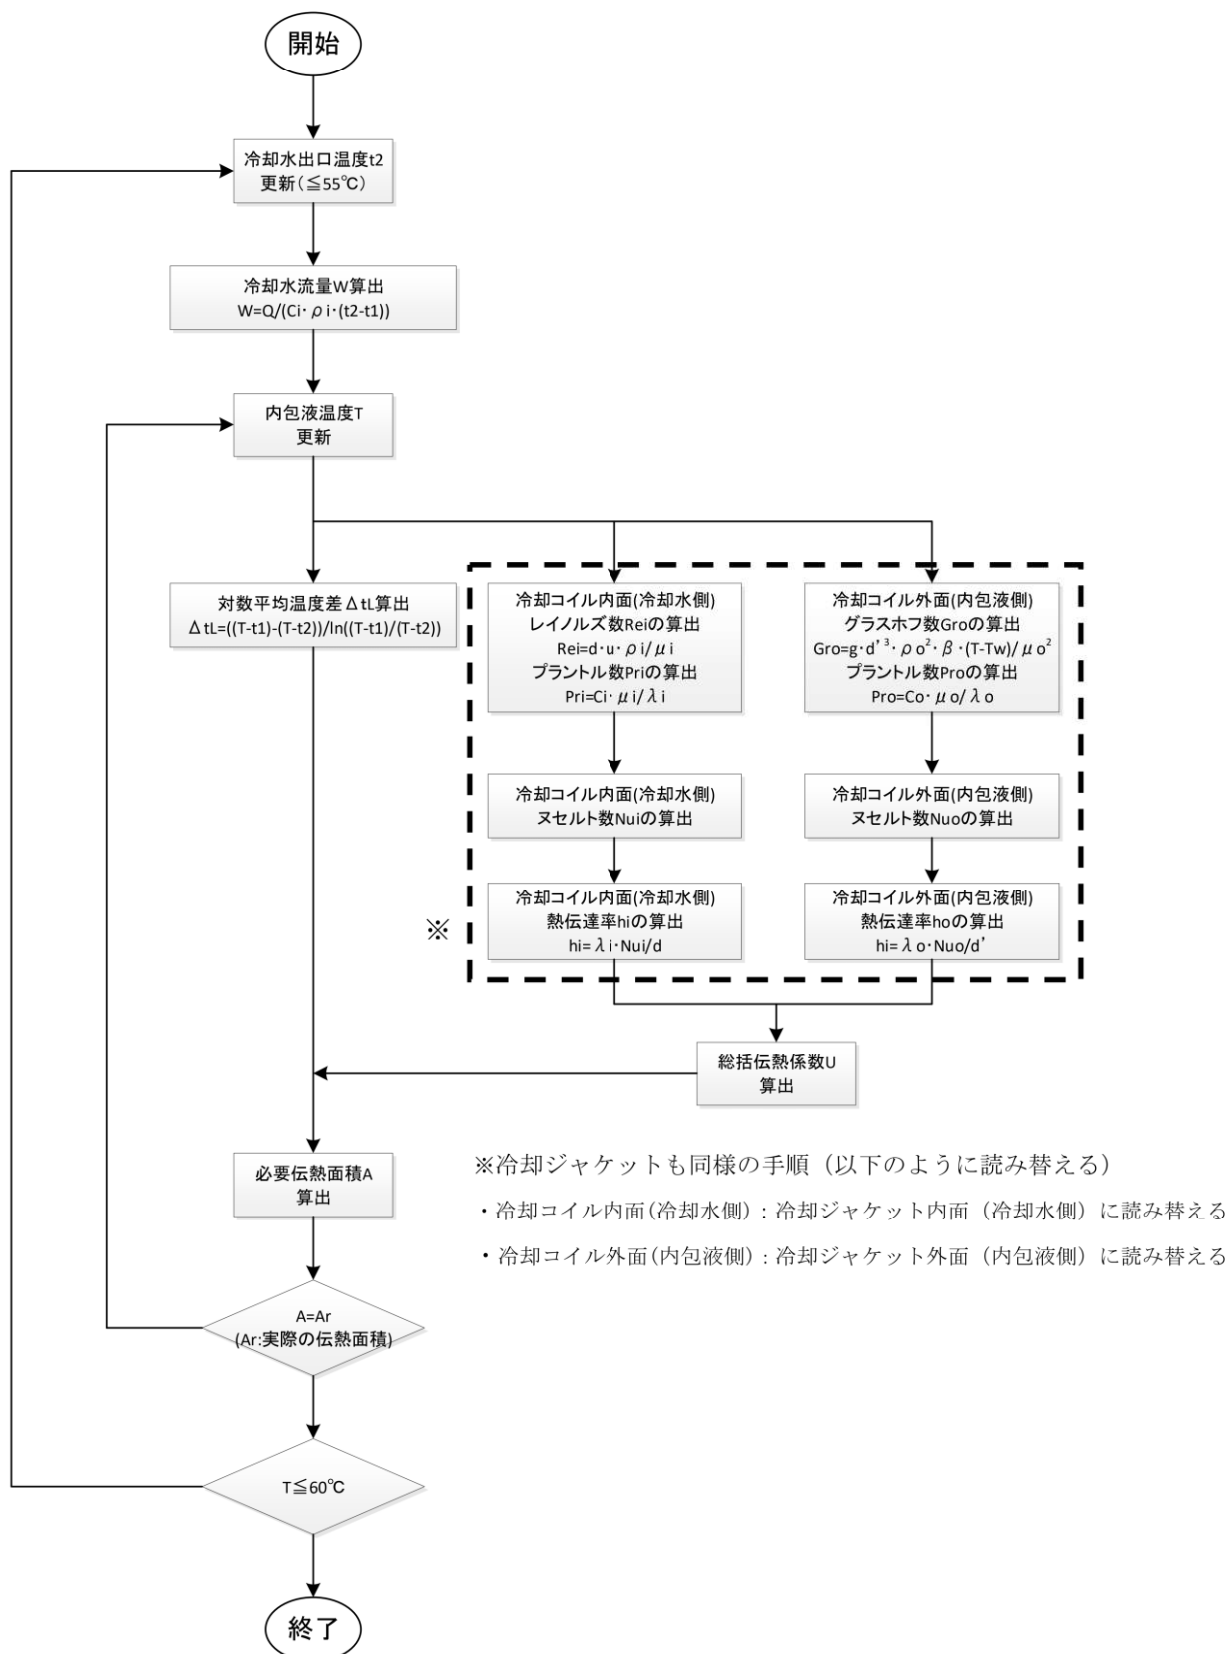 開始
冷却水出口温度t2
更新(≦55℃)
冷却水流量W算出
W=Q/(Ci・ρi・(t2-t1))
内包液温度T
更新
対数平均温度差ΔtL算出
ΔtL=((T-t1)-(T-t2))/ln((T-t1)/(T-t2))
冷却コイル内面(冷却水側)
レイノルズ数Reiの算出
Rei=d・u・ρi/μi
プラントル数Priの算出
Pri=Ci・μi/λi
冷却コイル外面(内包液側)
グラスホフ数Groの算出
Gro=g・d'³・ρo²・β・(T-Tw)/μo²
プラントル数Proの算出
Pro=Co・μo/λo
冷却コイル内面(冷却水側)
ヌセルト数Nuiの算出
冷却コイル外面(内包液側)
ヌセルト数Nuoの算出
冷却コイル内面(冷却水側)
熱伝達率hiの算出
hi=λi・Nui/d
冷却コイル外面(内包液側)
熱伝達率hoの算出
hi=λo・Nuo/d'
※
総括伝熱係数U
算出
必要伝熱面積A
算出
※冷却ジャケットも同様の手順（以下のように読み替える）
・冷却コイル内面(冷却水側)：冷却ジャケット内面（冷却水側）に読み替える
・冷却コイル外面(内包液側)：冷却ジャケット外面（内包液側）に読み替える
A=Ar
(Ar:実際の伝熱面積)
T≦60℃
終了